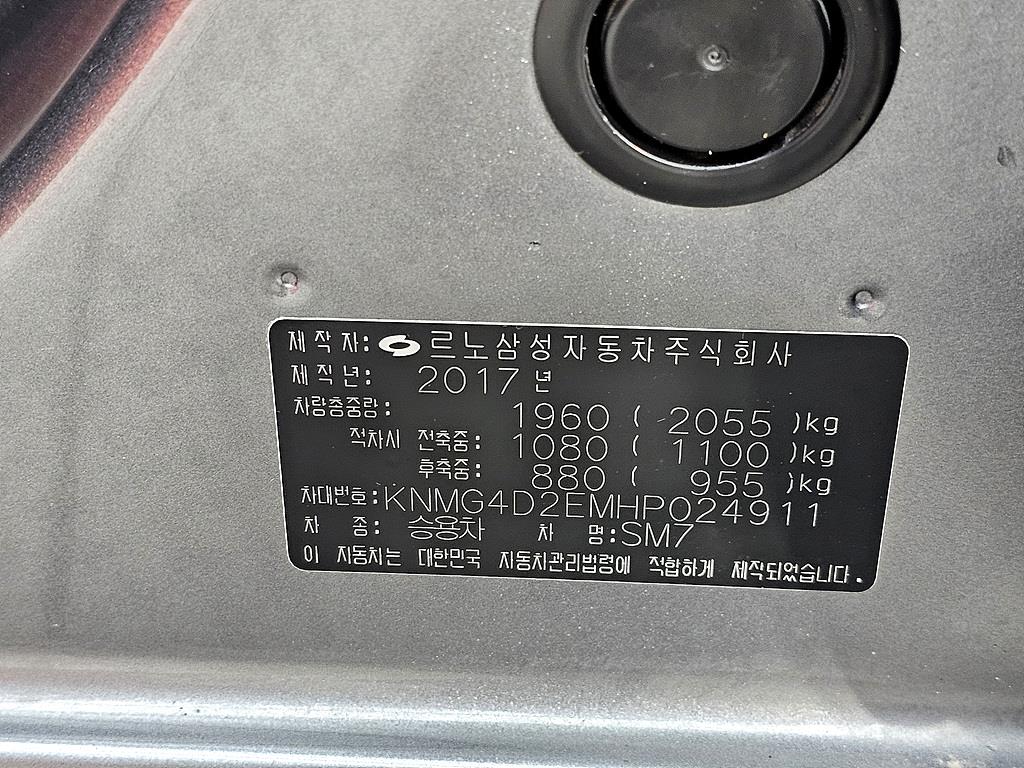 제 작 자: 르노삼성자동차주식회사
제 작 년: 2017 년
차량총중량: 1960 ( 2055 )kg
적차시 전축중: 1080 ( 1100 )kg
후축중: 880 ( 955 )kg
차대번호:KNMG4D2EMHP024911
차 종: 승용차 차 명:SM7
이 자동차는 대한민국 자동차관리법령에 적합하게 제작되었습니다.